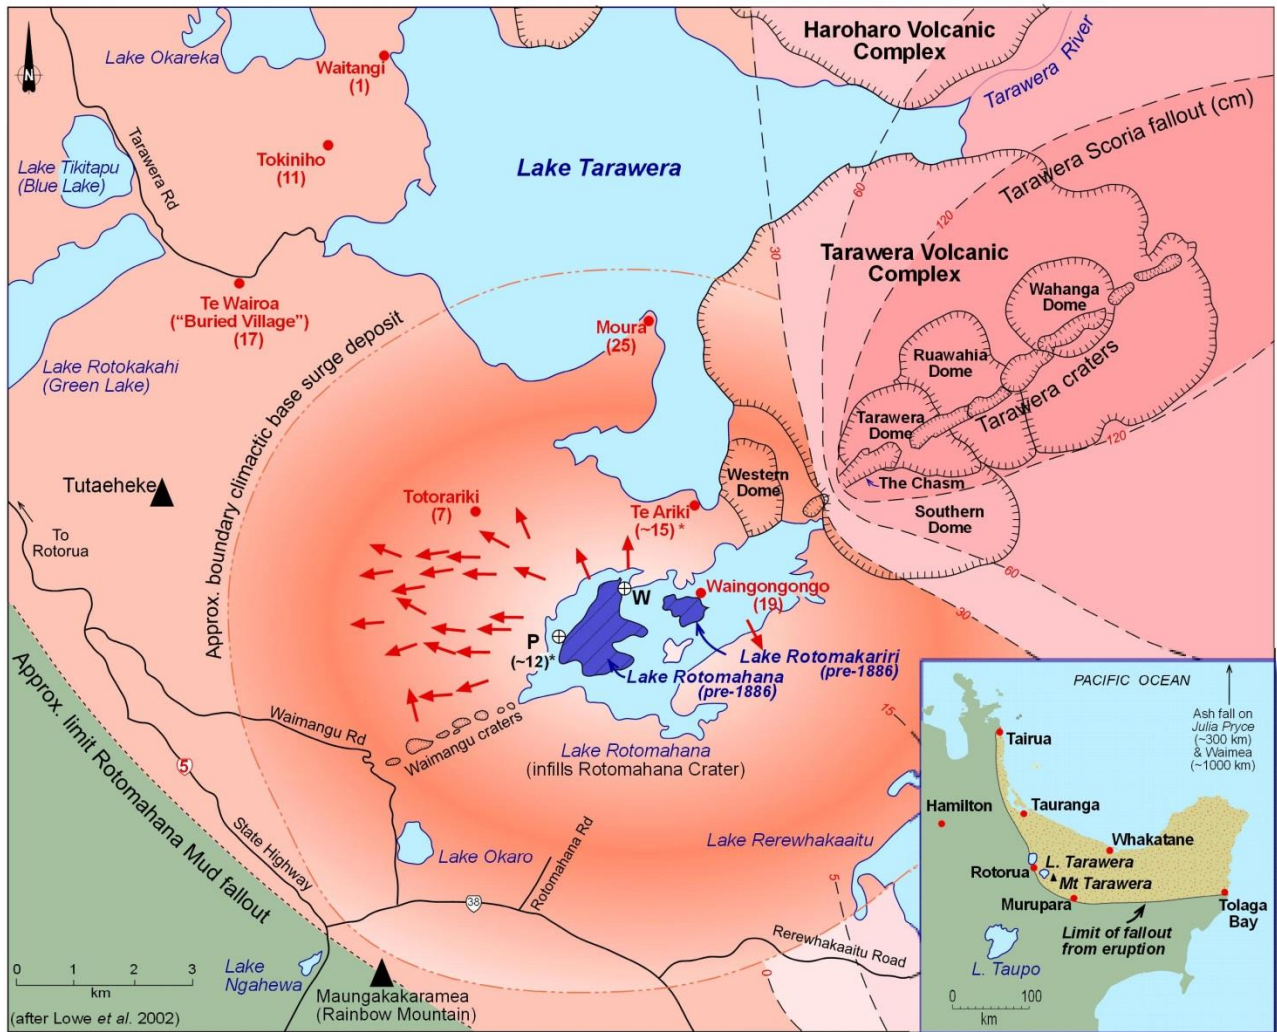 Haroharo Volcanic
Complex
Tarawera River
Lake Okareka
Waitangi
(1)
N
Tokiniho
(11)
Lake Tikitapu
(Blue Lake)
Tarawera Rd
Lake Tarawera
Tarawera Scoria fallout (cm)
60
120
30
Tarawera Volcanic
Complex
Wahanga
Dome
Te Wairoa
("Buried Village")
(17)
Moura
(25)
Lake Rotokakahi
(Green Lake)
Approx. boundary climactic base surge deposit
Ruawahia
Dome
Tarawera
Dome
Tarawera craters
120
Western
Dome
The Chasm
Southern
Dome
Tutaeheke
Totorariki
(7)
Te Ariki
(~15) *
To
Rotorua
60
W
Waingongongo
(19)
30
P
(~12)*
Lake Rotomakariri
(pre-1886)
Lake Rotomahana
(pre-1886)
Approx. limit Rotomahana Mud fallout
Waimangu Rd
Waimangu craters
15
Lake Rotomahana
(infills Rotomahana Crater)
5
State Highway
Lake Okaro
Rotomahana Rd
Lake Rerewhakaaitu
5
38
Rerewhakaaitu Road
0
Lake
Ngahewa
Maungakakaramea
(Rainbow Mountain)
0 1 2 3
km
(after Lowe et al. 2002)
PACIFIC OCEAN
Ash fall on
Julia Pryce
(~300 km)
& Waimea
(~1000 km)
Tairua
Hamilton
Tauranga
Whakatane
L. Tarawera
Rotorua
Mt Tarawera
Murupara
Tolaga
Bay
Limit of fallout
from eruption
L. Taupo
0 100
km